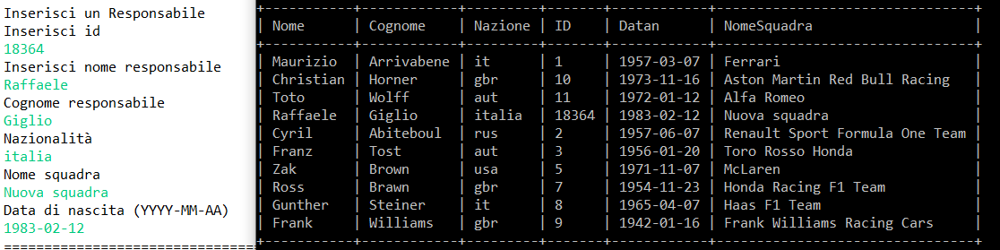 Inserisci un Responsabile
Inserisci id
18364
Inserisci nome responsabile
Raffaele
Cognome responsabile
Giglio
Nazionalità
italia
Nome squadra
Nuova squadra
Data di nascita (YYYY-MM-AA)
1983-02-12
================================
+-----------+------------+---------+-------+------------+--------------------------------+
| Nome | Cognome | Nazione | ID | Datan | NomeSquadra |
+-----------+------------+---------+-------+------------+--------------------------------+
| Maurizio | Arrivabene | it | 1 | 1957-03-07 | Ferrari |
| Christian | Horner | gbr | 10 | 1973-11-16 | Aston Martin Red Bull Racing |
| Toto | Wolff | aut | 11 | 1972-01-12 | Alfa Romeo |
| Raffaele | Giglio | italia | 18364 | 1983-02-12 | Nuova squadra |
| Cyril | Abiteboul | rus | 2 | 1957-06-07 | Renault Sport Formula One Team |
| Franz | Tost | aut | 3 | 1956-01-20 | Toro Rosso Honda |
| Zak | Brown | usa | 5 | 1971-11-07 | McLaren |
| Ross | Brawn | gbr | 7 | 1954-11-23 | Honda Racing F1 Team |
| Gunther | Steiner | it | 8 | 1965-04-07 | Haas F1 Team |
| Frank | Williams | gbr | 9 | 1942-01-16 | Frank Williams Racing Cars |
+-----------+------------+---------+-------+------------+--------------------------------+